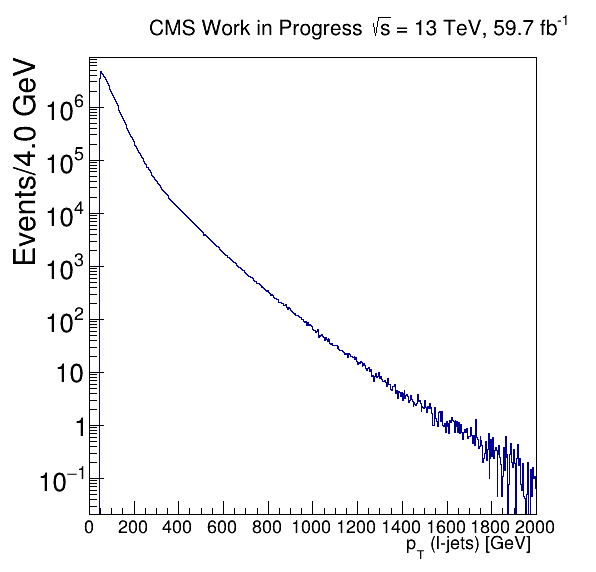 CMS Work in Progress √s = 13 TeV, 59.7 fb⁻¹
Events/4.0 GeV
10⁶
10⁵
10⁴
10³
10²
10
1
10⁻¹
0 200 400 600 800 1000 1200 1400 1600 1800 2000
p_T (l-jets) [GeV]